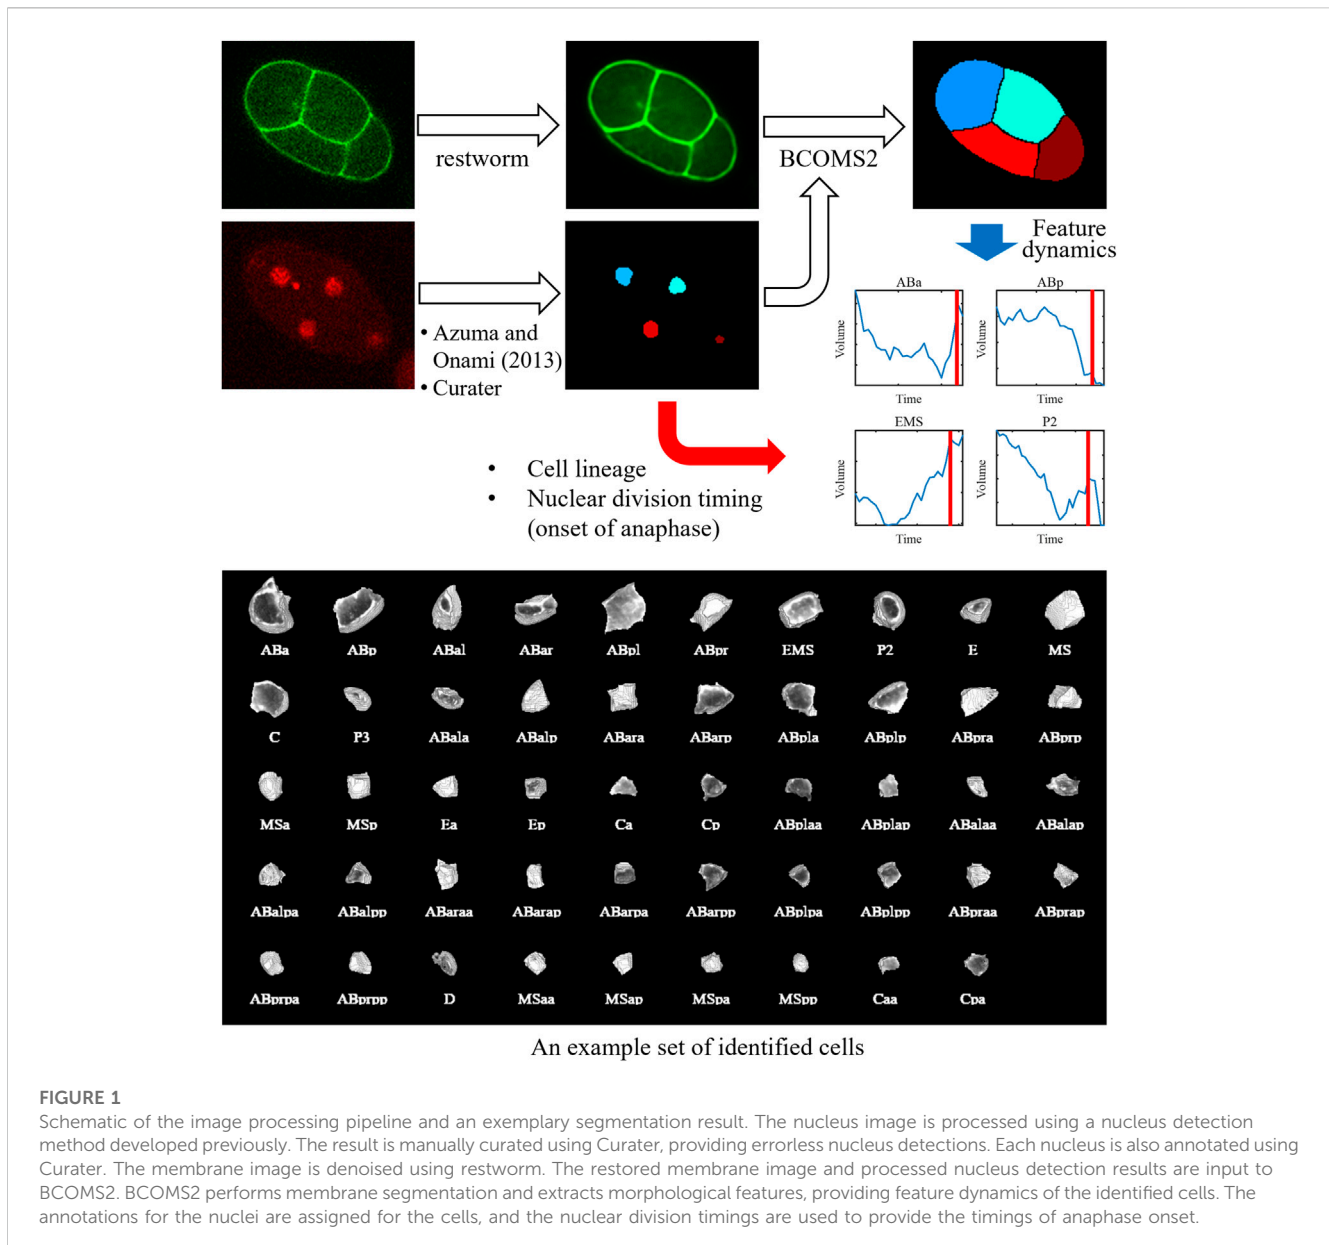 restworm
BCOMS2
• Azuma and
Onami (2013)
• Curater
Feature
dynamics
ABa
Volume
Time
ABp
Volume
Time
EMS
Volume
Time
P2
Volume
Time
• Cell lineage
• Nuclear division timing
(onset of anaphase)
ABa ABp ABal ABar ABpl ABpr EMS P2 E MS
C P3 ABala ABalp ABara ABarp ABpla ABplp ABpra ABprp
MSa MSp Ea Ep Ca Cp ABplaa ABplap ABalaa ABalap
ABalpa ABalpp ABaraa ABarap ABarpa ABarpp ABplpa ABplpp ABpraa ABprap
ABprpa ABprpp D MSaa MSap MSpa MSpp Caa Cpa
An example set of identified cells
FIGURE 1
Schematic of the image processing pipeline and an exemplary segmentation result. The nucleus image is processed using a nucleus detection
method developed previously. The result is manually curated using Curater, providing errorless nucleus detections. Each nucleus is also annotated using
Curater. The membrane image is denoised using restworm. The restored membrane image and processed nucleus detection results are input to
BCOMS2. BCOMS2 performs membrane segmentation and extracts morphological features, providing feature dynamics of the identified cells. The
annotations for the nuclei are assigned for the cells, and the nuclear division timings are used to provide the timings of anaphase onset.